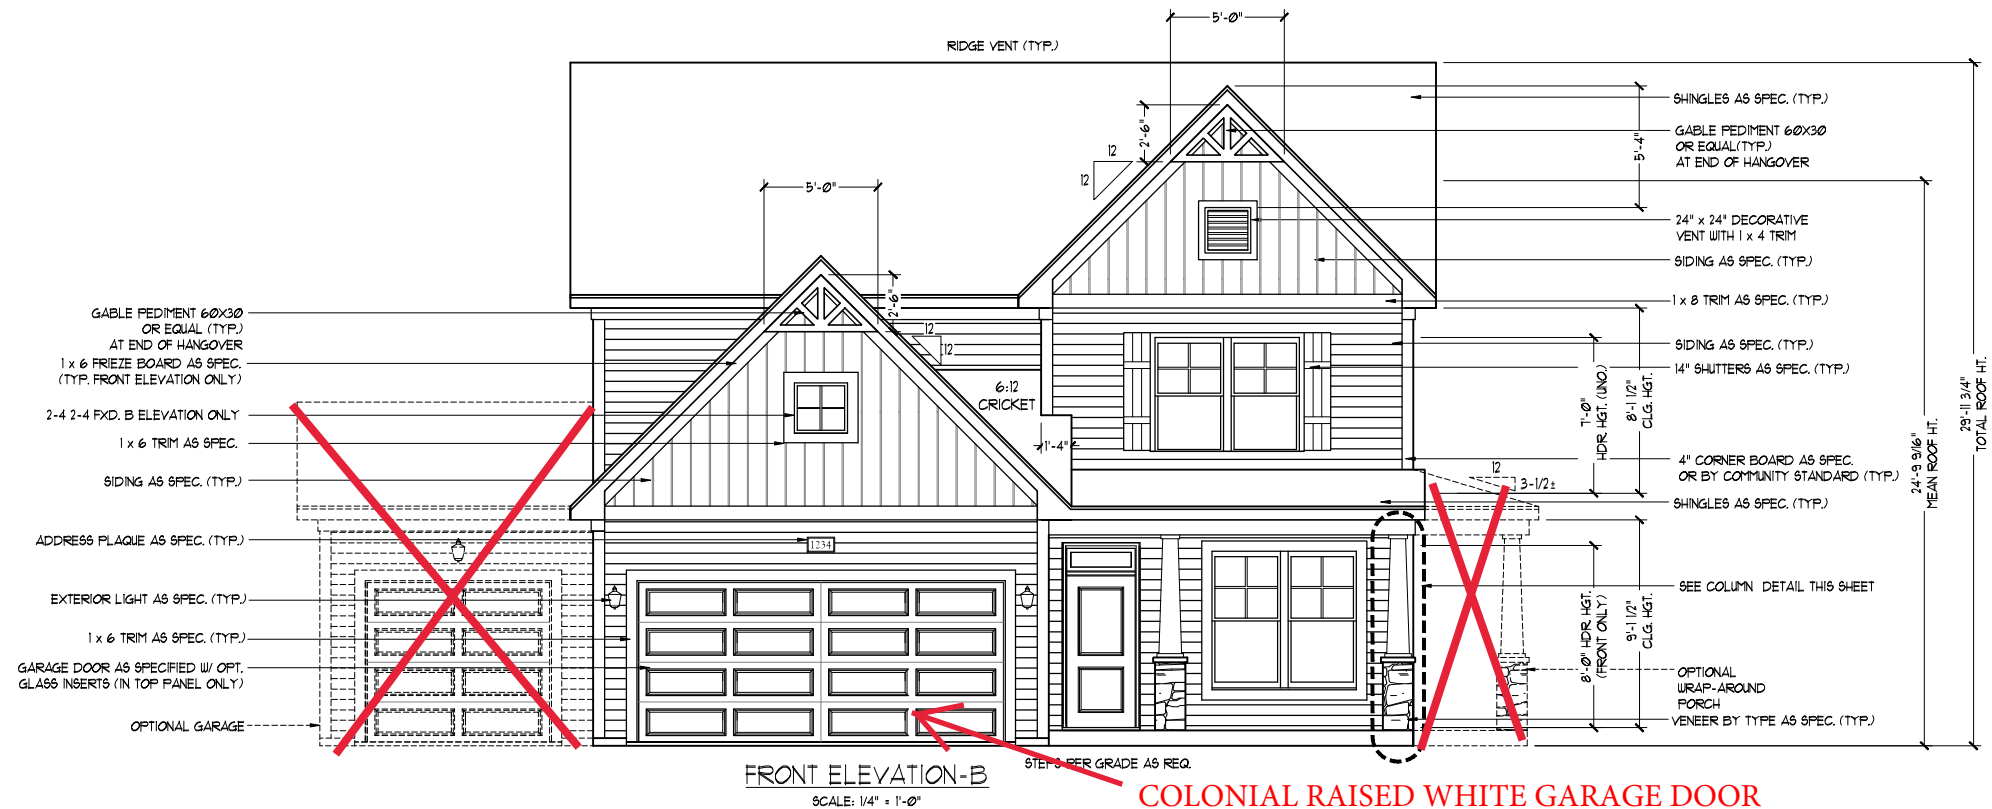 5'-0"
RIDGE VENT (TYP.)
SHINGLES AS SPEC. (TYP.)
GABLE PEDIMENT 60X30
OR EQUAL(TYP.)
AT END OF HANGOVER
2'-6"
12
12
5'-4"
5'-0"
24" x 24" DECORATIVE
VENT WITH 1 x 4 TRIM
SIDING AS SPEC. (TYP.)
1 x 8 TRIM AS SPEC. (TYP.)
2'-6"
12
12
GABLE PEDIMENT 60X30
OR EQUAL (TYP.)
AT END OF HANGOVER
1 x 6 FRIEZE BOARD AS SPEC.
(TYP. FRONT ELEVATION ONLY)
2-4 2-4 FXD. B ELEVATION ONLY
1 x 6 TRIM AS SPEC.
SIDING AS SPEC. (TYP.)
6:12
CRICKET
1'-4"
SIDING AS SPEC. (TYP.)
14" SHUTTERS AS SPEC. (TYP.)
7'-0"
HDR. HGT. (UNO.)
8'-1 1/2"
CLG. HGT.
24'-9 9/16"
MEAN ROOF HT.
29'-11 3/4"
TOTAL ROOF HT.
4" CORNER BOARD AS SPEC.
OR BY COMMUNITY STANDARD (TYP.)
12
3-1/2±
SHINGLES AS SPEC. (TYP.)
ADDRESS PLAQUE AS SPEC. (TYP.)
1234
EXTERIOR LIGHT AS SPEC. (TYP.)
1 x 6 TRIM AS SPEC. (TYP.)
GARAGE DOOR AS SPECIFIED W/ OPT.
GLASS INSERTS (IN TOP PANEL ONLY)
OPTIONAL GARAGE
SEE COLUMN DETAIL THIS SHEET
8'-0" HDR. HGT.
(FRONT ONLY)
9'-1 1/2"
CLG. HGT.
OPTIONAL
WRAP-AROUND
PORCH
VENEER BY TYPE AS SPEC. (TYP.)
STEPS PER GRADE AS REQ.
FRONT ELEVATION-B
SCALE: 1/4" = 1'-0"
COLONIAL RAISED WHITE GARAGE DOOR